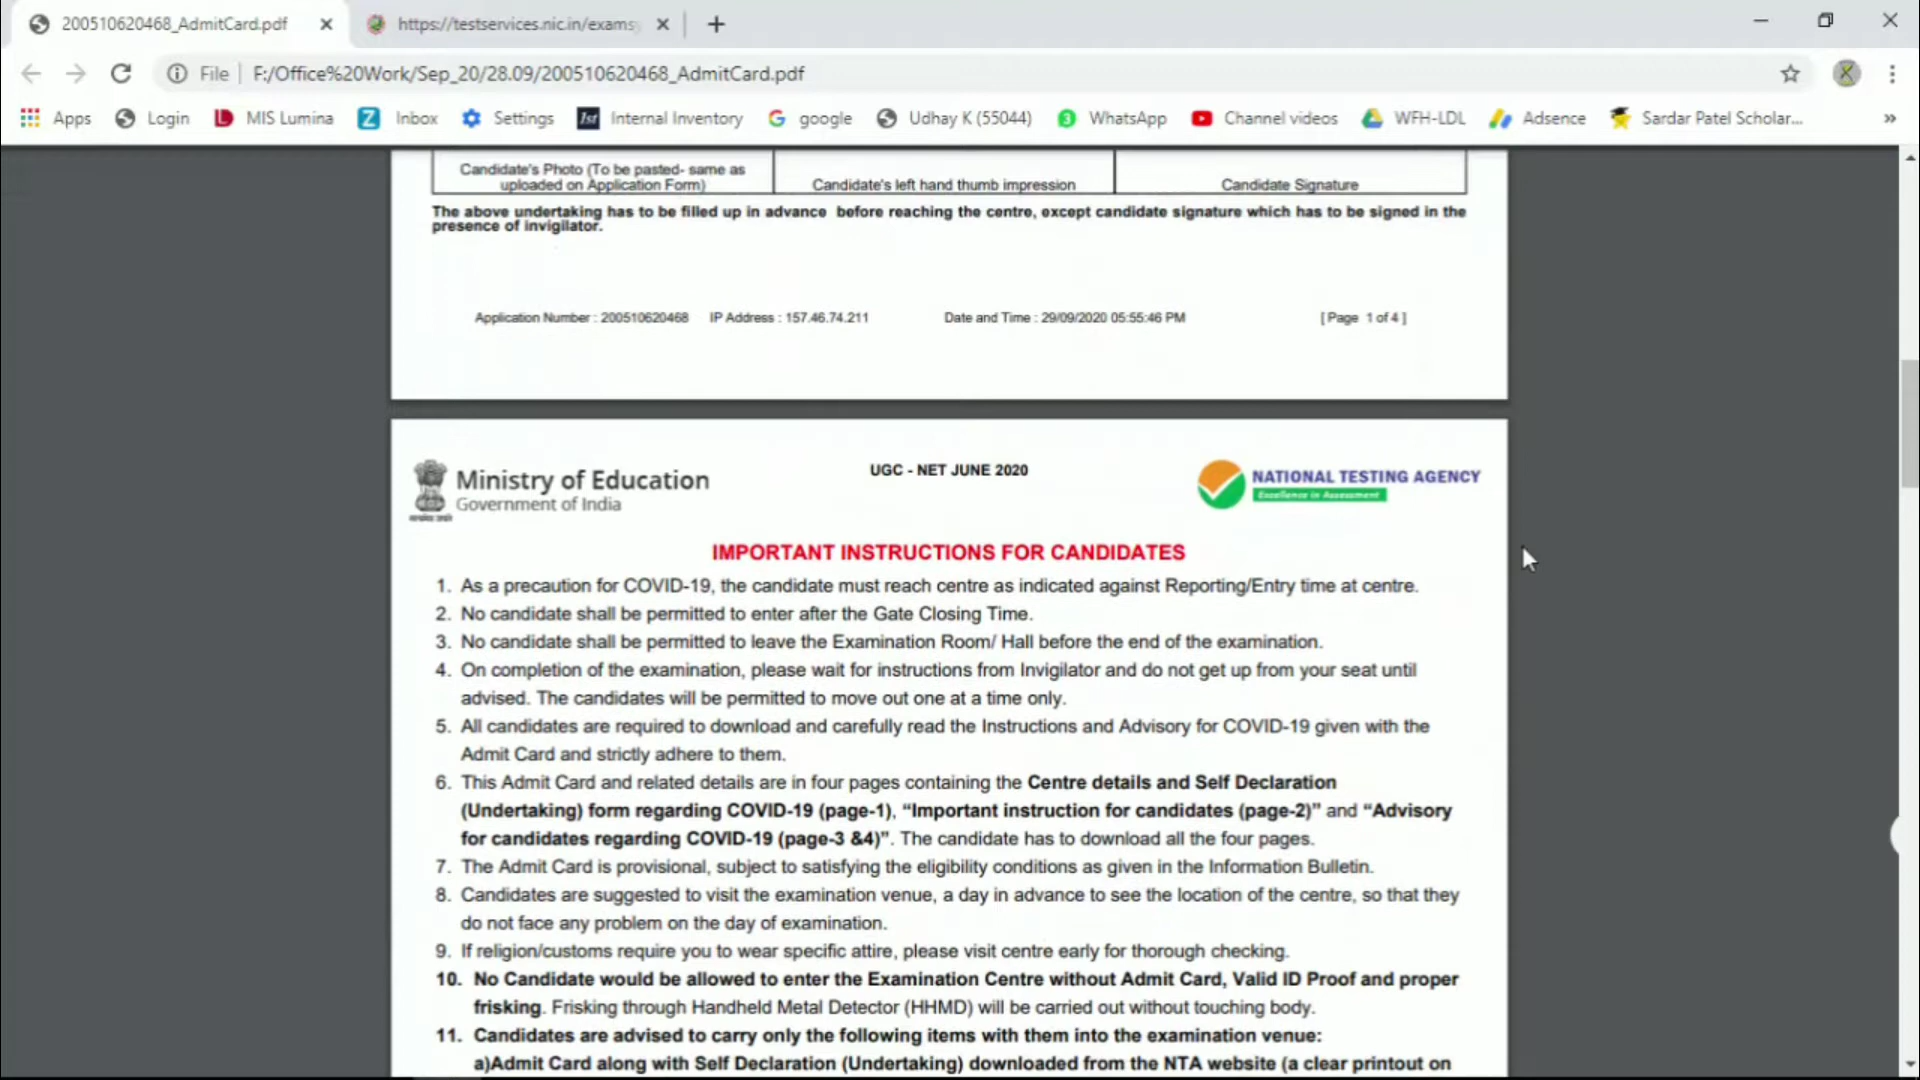 200510620468_AdmitCard.pdf
https://testservices.nic.in/exams
File
F:/Office%20Work/Sep_20/28.09/200510620468_AdmitCard.pdf
Apps Login MIS Lumina Inbox Settings 1st Internal Inventory google Udhay K (55044) WhatsApp Channel videos WFH-LDL Adsence Sardar Patel Scholar... »
Candidate's Photo (To be pasted- same as
uploaded on Application Form)
Candidate's left hand thumb impression
Candidate Signature
The above undertaking has to be filled up in advance before reaching the centre, except candidate signature which has to be signed in the
presence of invigilator.
Application Number : 200510620468 IP Address : 157.46.74.211 Date and Time : 29/09/2020 05:55:46 PM [ Page 1 of 4 ]
Ministry of Education
Government of India
UGC - NET JUNE 2020
NATIONAL TESTING AGENCY
Excellence in Assessment
IMPORTANT INSTRUCTIONS FOR CANDIDATES
1. As a precaution for COVID-19, the candidate must reach centre as indicated against Reporting/Entry time at centre.
2. No candidate shall be permitted to enter after the Gate Closing Time.
3. No candidate shall be permitted to leave the Examination Room/ Hall before the end of the examination.
4. On completion of the examination, please wait for instructions from Invigilator and do not get up from your seat until
advised. The candidates will be permitted to move out one at a time only.
5. All candidates are required to download and carefully read the Instructions and Advisory for COVID-19 given with the
Admit Card and strictly adhere to them.
6. This Admit Card and related details are in four pages containing the Centre details and Self Declaration
(Undertaking) form regarding COVID-19 (page-1), “Important instruction for candidates (page-2)” and “Advisory
for candidates regarding COVID-19 (page-3 &4)”. The candidate has to download all the four pages.
7. The Admit Card is provisional, subject to satisfying the eligibility conditions as given in the Information Bulletin.
8. Candidates are suggested to visit the examination venue, a day in advance to see the location of the centre, so that they
do not face any problem on the day of examination.
9. If religion/customs require you to wear specific attire, please visit centre early for thorough checking.
10. No Candidate would be allowed to enter the Examination Centre without Admit Card, Valid ID Proof and proper
frisking. Frisking through Handheld Metal Detector (HHMD) will be carried out without touching body.
11. Candidates are advised to carry only the following items with them into the examination venue:
a)Admit Card along with Self Declaration (Undertaking) downloaded from the NTA website (a clear printout on